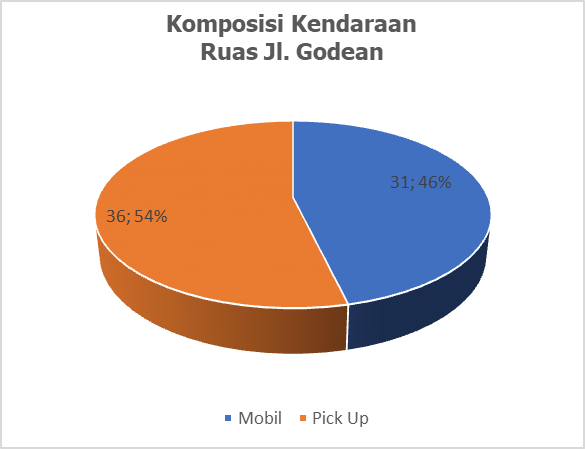 Komposisi Kendaraan
Ruas Jl. Godean
31; 46%
36; 54%
Mobil
Pick Up